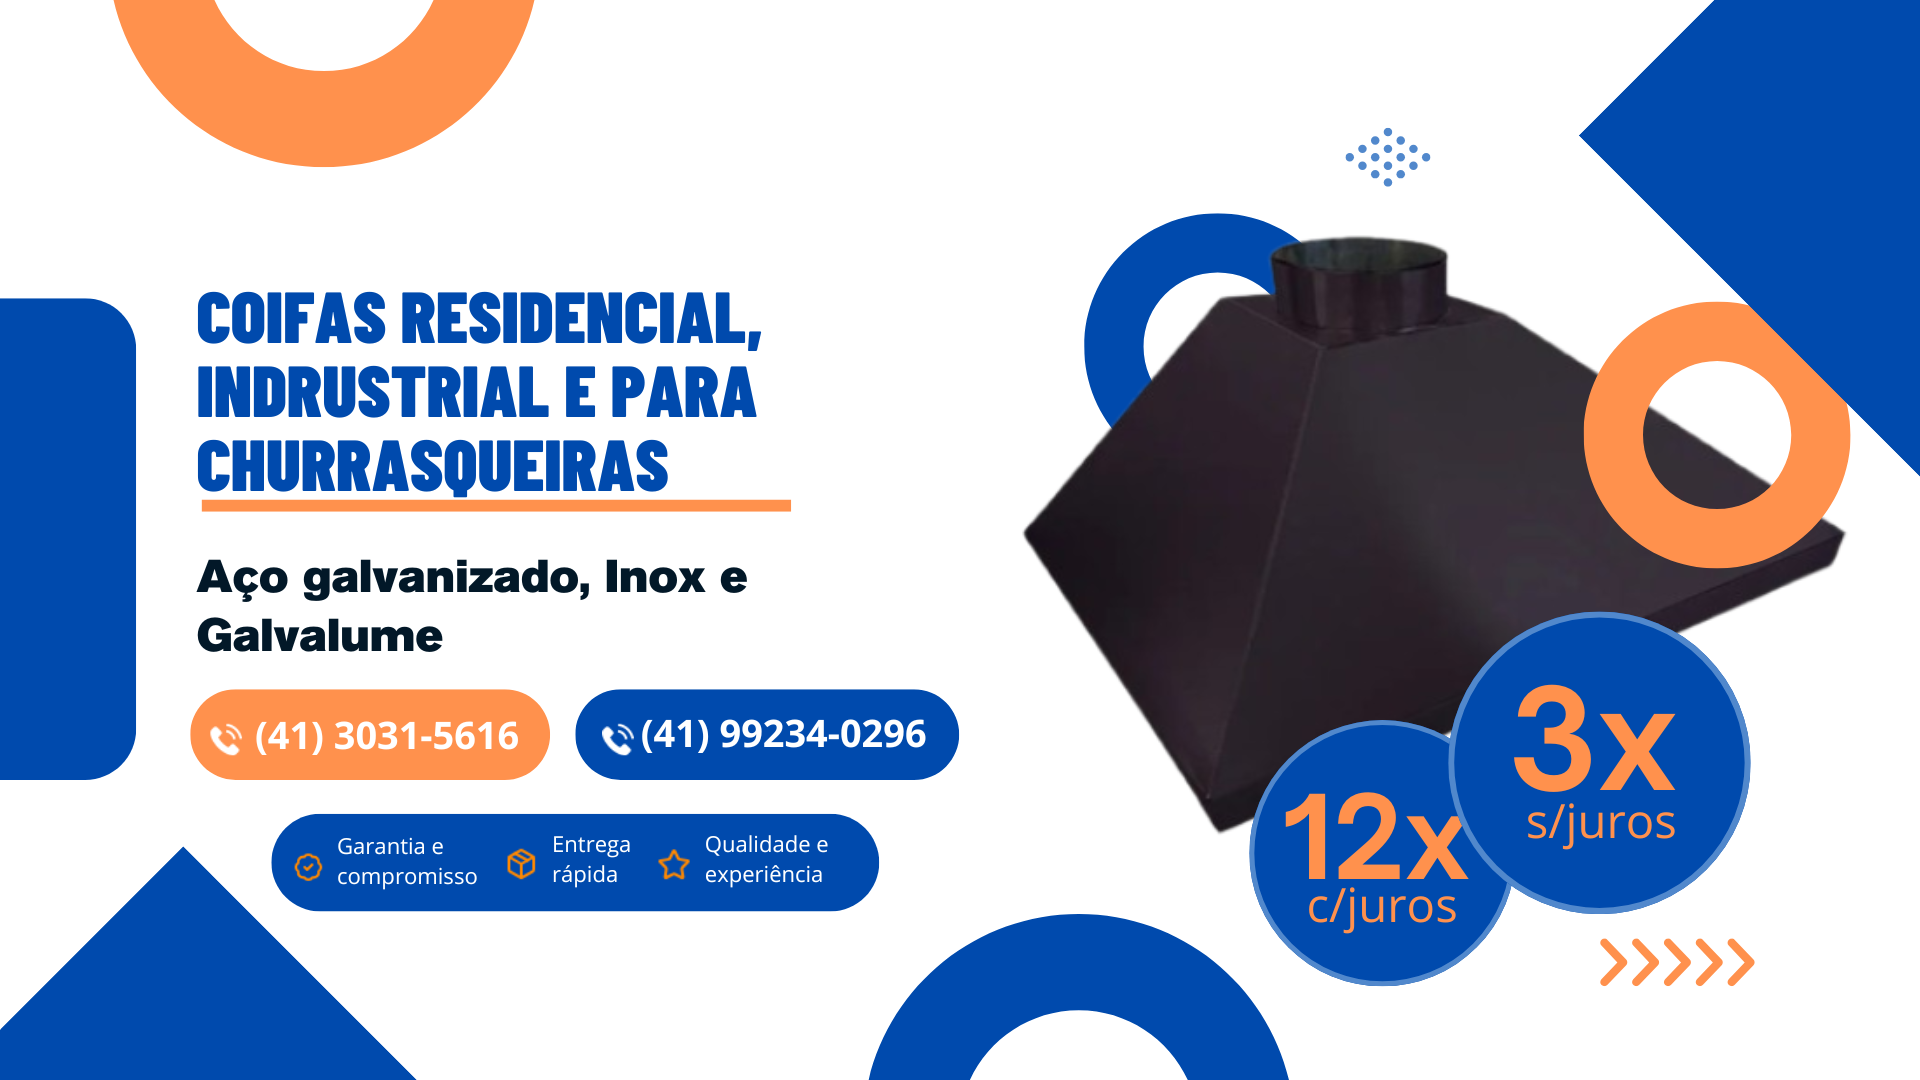 COIFAS RESIDENCIAL,
INDRUSTRIAL E PARA
CHURRASQUEIRAS
Aço galvanizado, Inox e
Galvalume
(41) 3031-5616
(41) 99234-0296
Garantia e
compromisso
Entrega
rápida
Qualidade e
experiência
12x
c/juros
3x
s/juros